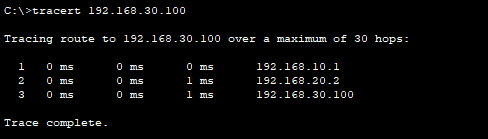 C:\>tracert 192.168.30.100
Tracing route to 192.168.30.100 over a maximum of 30 hops:
1 0 ms 0 ms 0 ms 192.168.10.1
2 0 ms 0 ms 1 ms 192.168.20.2
3 0 ms 0 ms 1 ms 192.168.30.100
Trace complete.